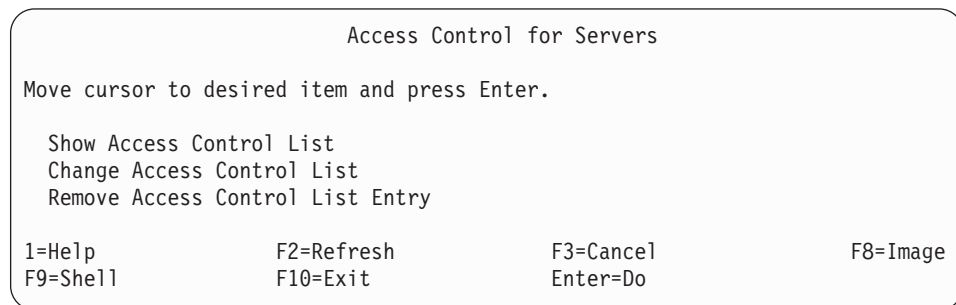 Access Control for Servers
Move cursor to desired item and press Enter.
Show Access Control List
Change Access Control List
Remove Access Control List Entry
1=Help F2=Refresh F3=Cancel F8=Image
F9=Shell F10=Exit Enter=Do